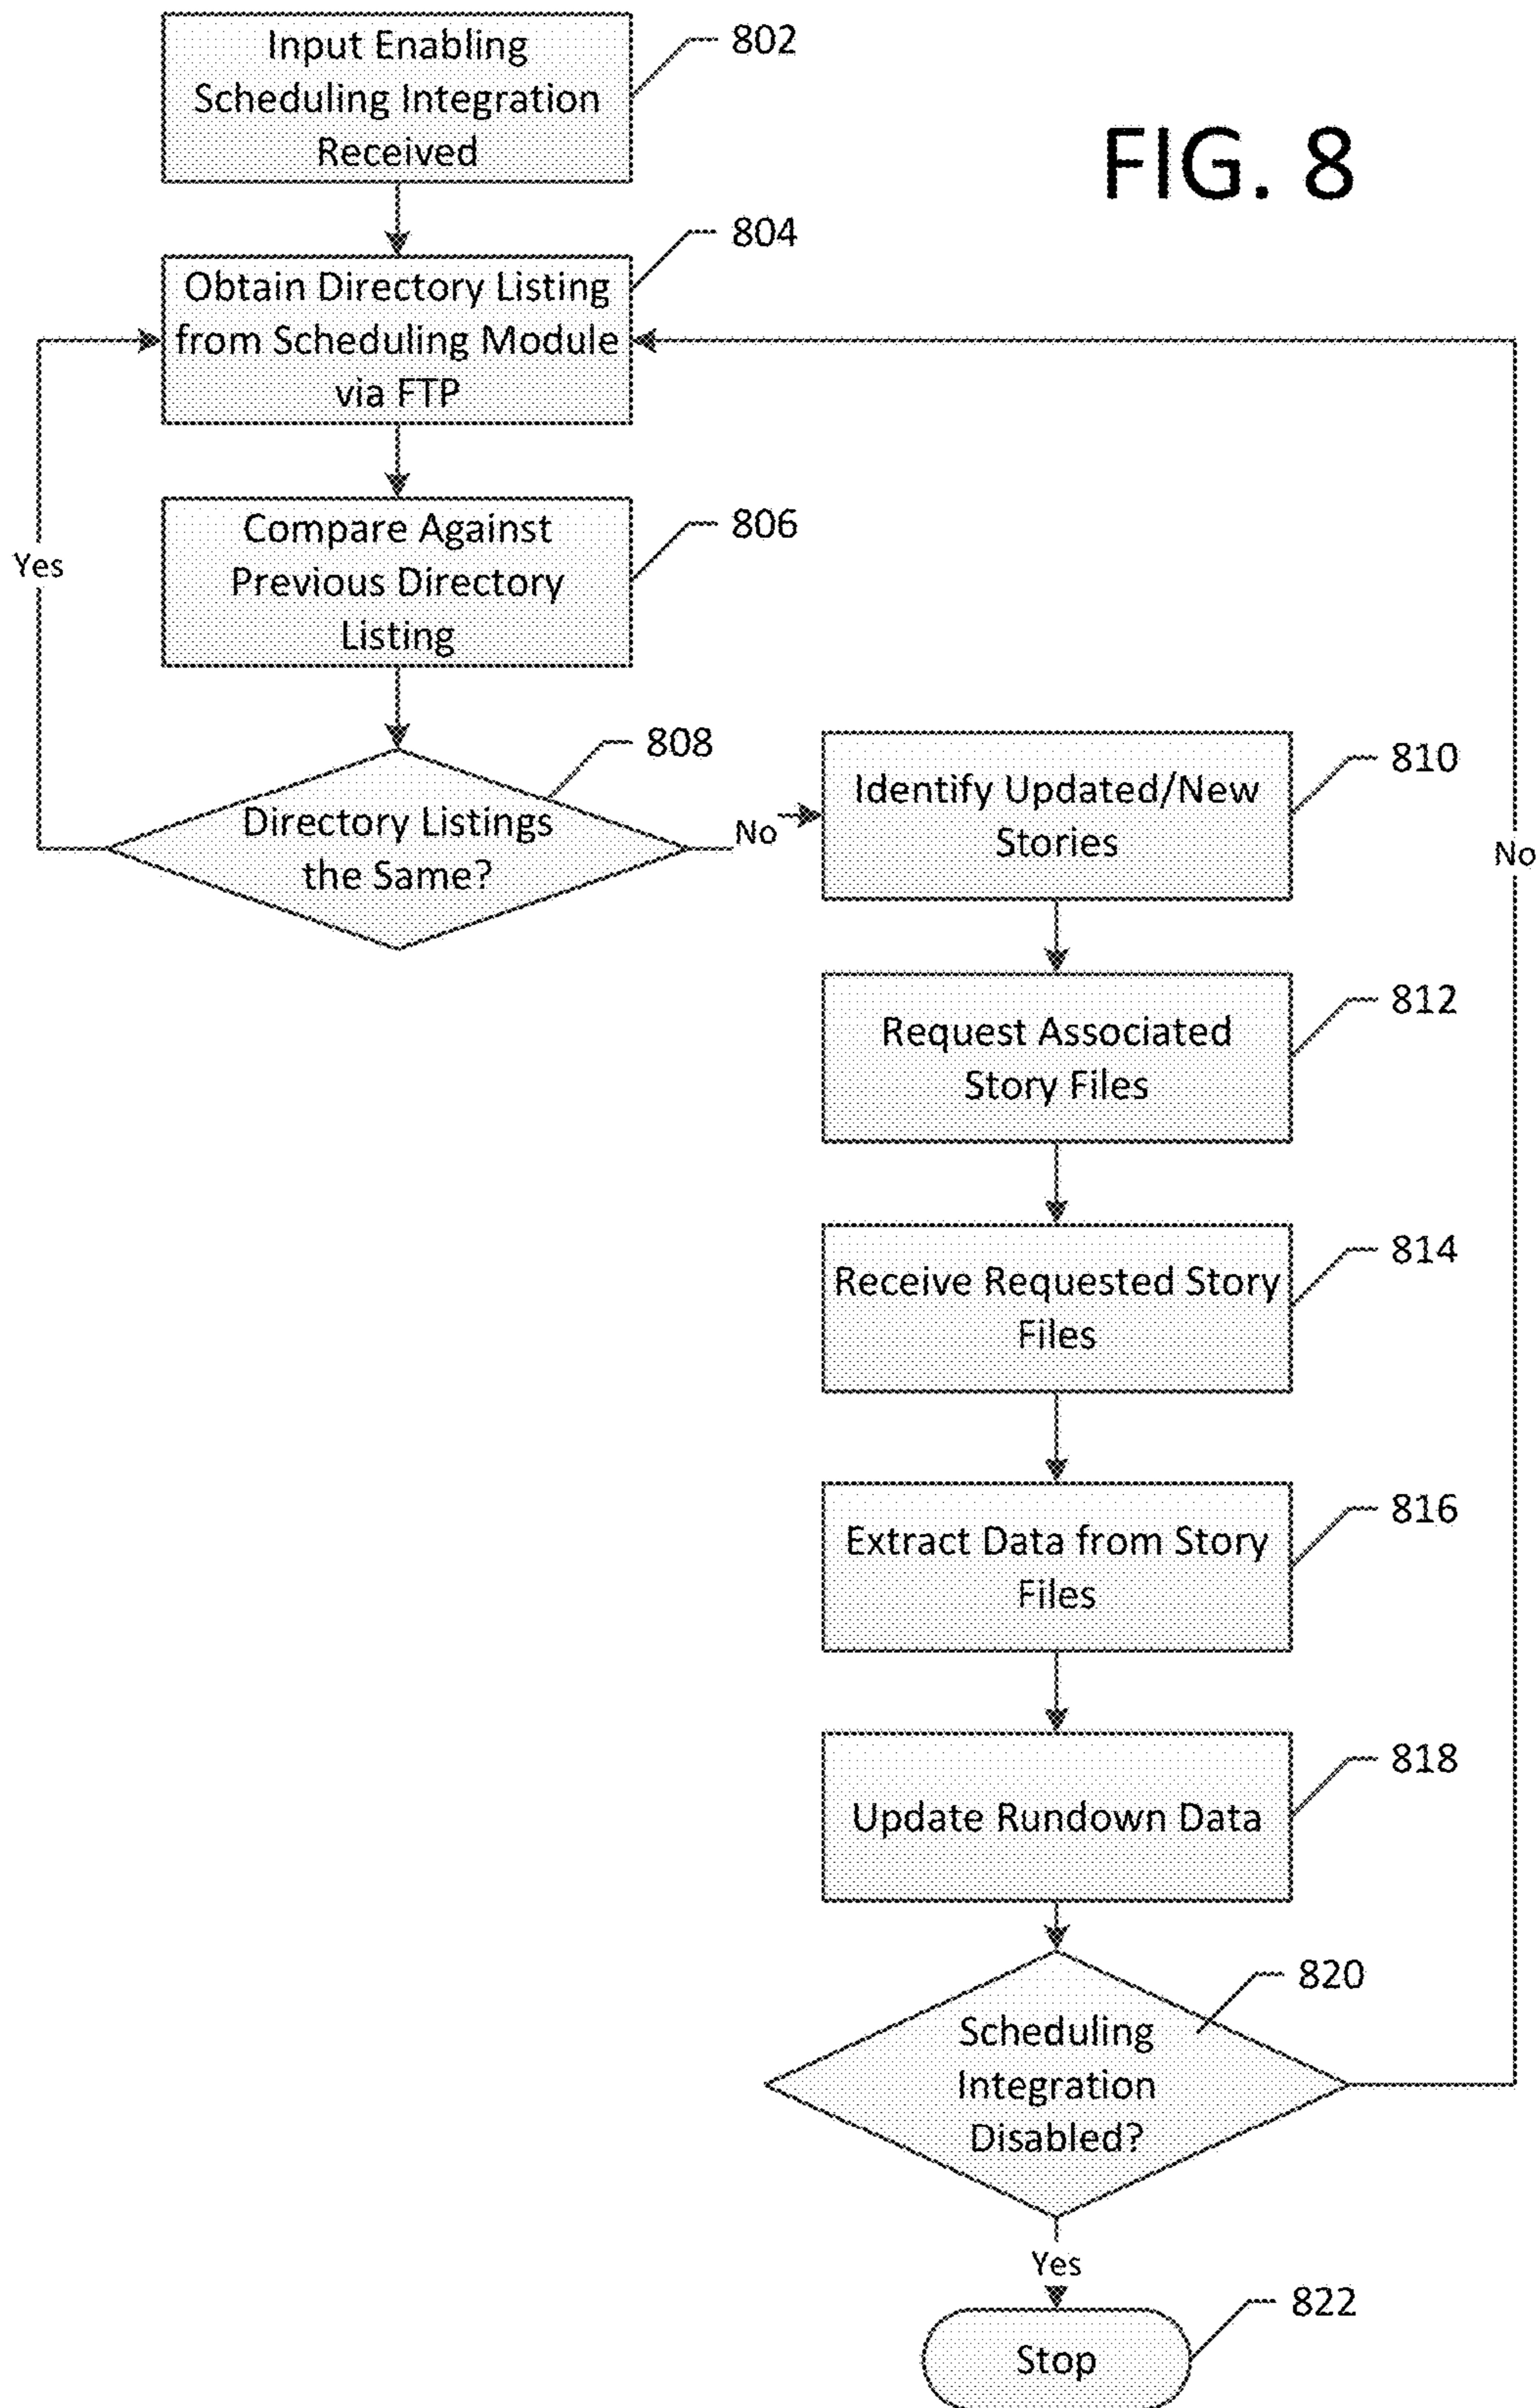 Input Enabling
Scheduling Integration
Received
802
FIG. 8
Obtain Directory Listing
from Scheduling Module
via FTP
804
Compare Against
Previous Directory
Listing
806
Yes
Directory Listings
the Same?
808
No
Identify Updated/New
Stories
810
Request Associated
Story Files
812
Receive Requested Story
Files
814
Extract Data from Story
Files
816
Update Rundown Data
818
Scheduling
Integration
Disabled?
820
No
Yes
Stop
822